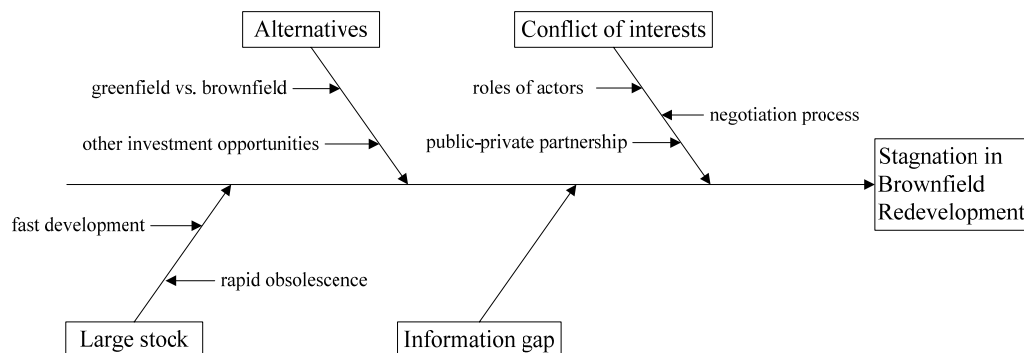 Alternatives
Conflict of interests
greenfield vs. brownfield
roles of actors
negotiation process
other investment opportunities
public-private partnership
Stagnation in
Brownfield
Redevelopment
fast development
rapid obsolescence
Large stock
Information gap